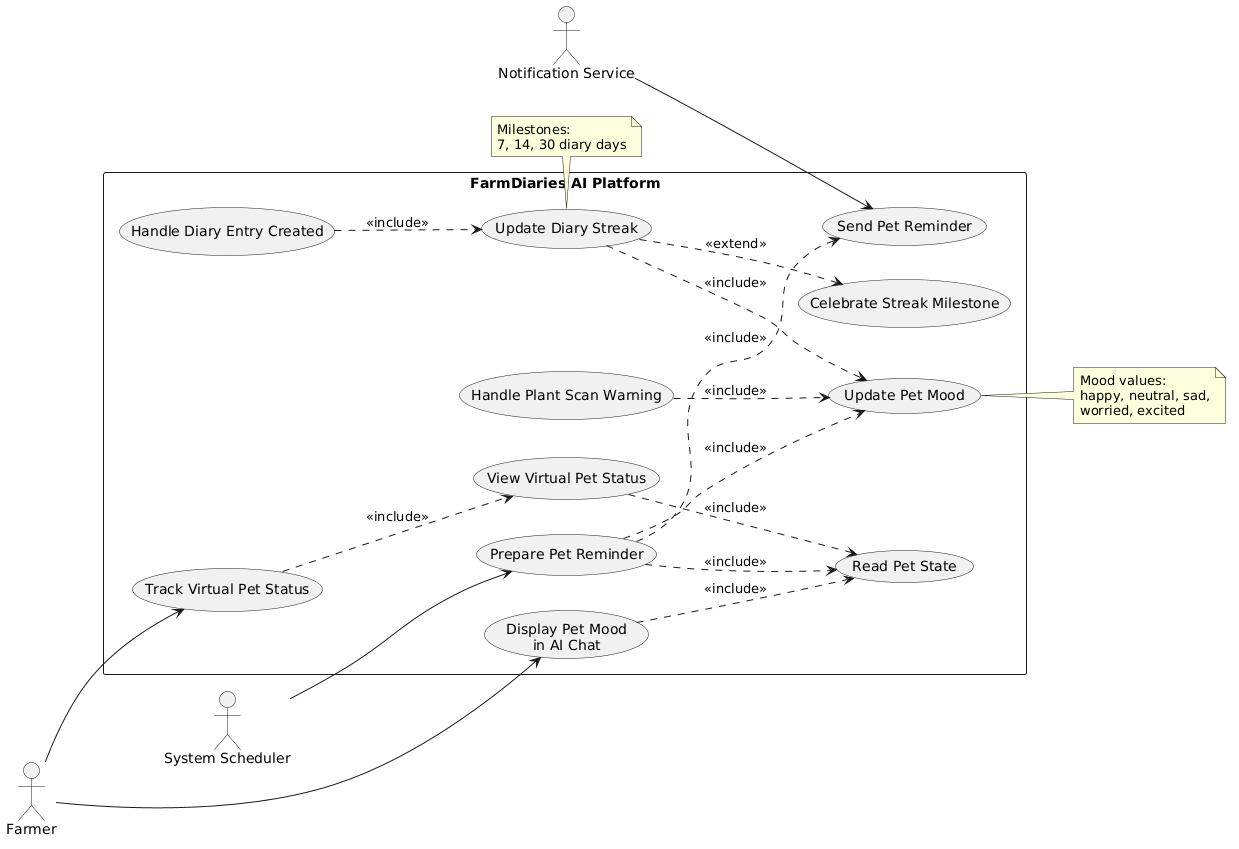 Notification Service
Milestones:
7, 14, 30 diary days
FarmDiaries AI Platform
Handle Diary Entry Created
«include»
Update Diary Streak
Send Pet Reminder
«extend»
«include»
Celebrate Streak Milestone
«include»
Handle Plant Scan Warning
«include»
Update Pet Mood
Mood values:
happy, neutral, sad,
worried, excited
«include»
View Virtual Pet Status
«include»
«include»
Prepare Pet Reminder
«include»
Read Pet State
Track Virtual Pet Status
«include»
Display Pet Mood
in AI Chat
System Scheduler
Farmer